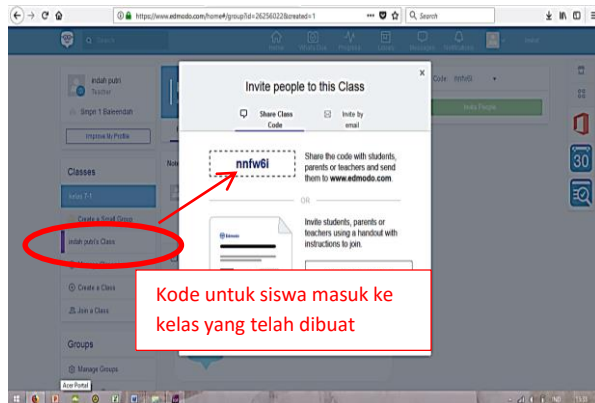 https://www.edmodo.com/home#/group?id=26256022&created=1
Search
indah putri
Teacher
Smpn 1 Baleendah
Improve My Profile
Classes
kelas 7-1
Create a Small Group
indah putri's Class
Create a Class
Join a Class
Groups
Manage Groups
Acer Portal
Invite people to this Class
×
Share Class
Code
Invite by
email
nnfw6i
Share the code with students,
parents or teachers and send
them to www.edmodo.com.
OR
Invite students, parents or
teachers using a handout with
instructions to join.
edmodo
Kode untuk siswa masuk ke
kelas yang telah dibuat
Code nnfw6i
Invite People
30